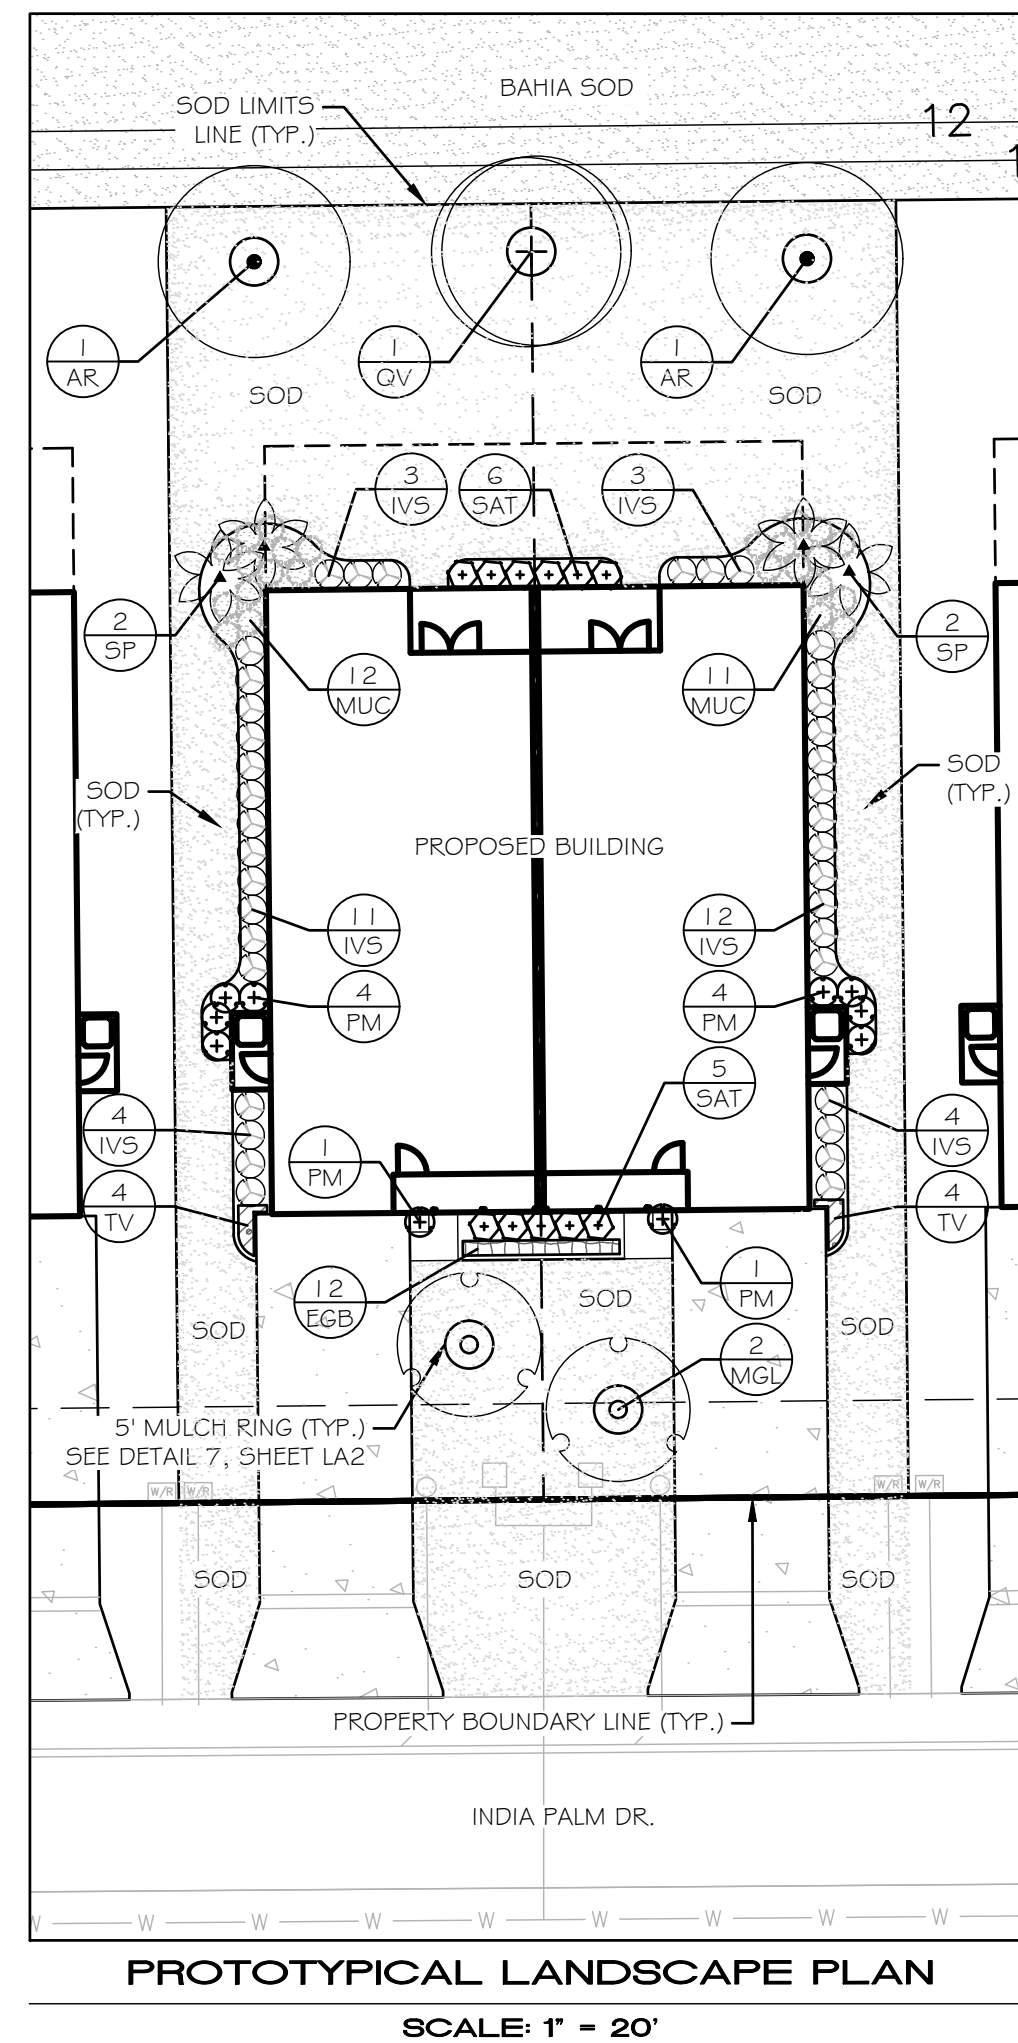 BAHIA SOD
SOD LIMITS
LINE (TYP.)
12
1
AR
1
QV
1
AR
SOD
SOD
3
IVS
6
SAT
3
IVS
2
SP
2
SP
12
MUC
11
MUC
SOD
(TYP.)
SOD
(TYP.)
PROPOSED BUILDING
11
IVS
12
IVS
4
PM
4
PM
5
SAT
4
IVS
4
IVS
1
PM
4
TV
4
TV
12
EGB
1
PM
SOD
SOD
SOD
2
MGL
5' MULCH RING (TYP.)
SEE DETAIL 7, SHEET LA2
W/R W/R
W/R W/R
SOD
SOD
SOD
PROPERTY BOUNDARY LINE (TYP.)
INDIA PALM DR.
W W W W W W W W W
PROTOTYPICAL LANDSCAPE PLAN
SCALE: 1" = 20'